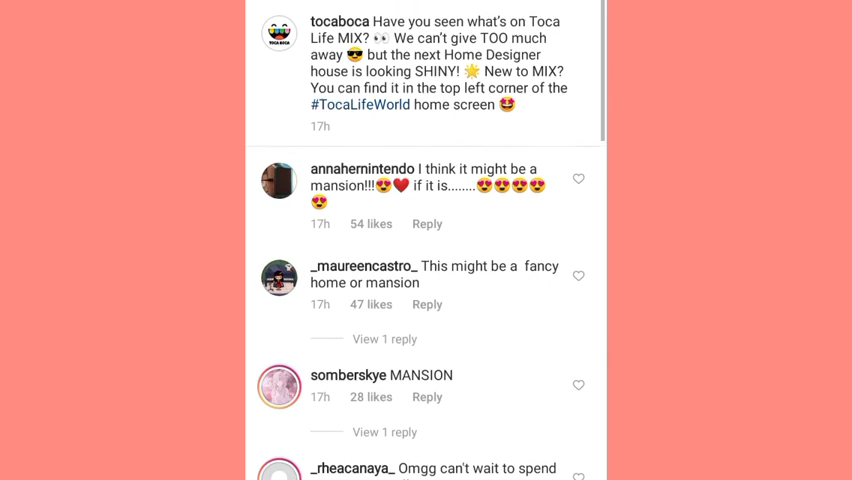 tocaboca Have you seen what's on Toca
Life MIX? 👀 We can't give TOO much
away 😎 but the next Home Designer
house is looking SHINY! 🌟 New to MIX?
You can find it in the top left corner of the
#TocaLifeWorld home screen 🤩
17h
TOCA BOCA
annahernintendo I think it might be a
mansion!!!😍❤️ if it is........😍😍😍😍
😍
17h 54 likes Reply
_maureencastro_ This might be a fancy
home or mansion
17h 47 likes Reply
View 1 reply
somberskye MANSION
17h 28 likes Reply
View 1 reply
_rheacanaya_ Omgg can't wait to spend